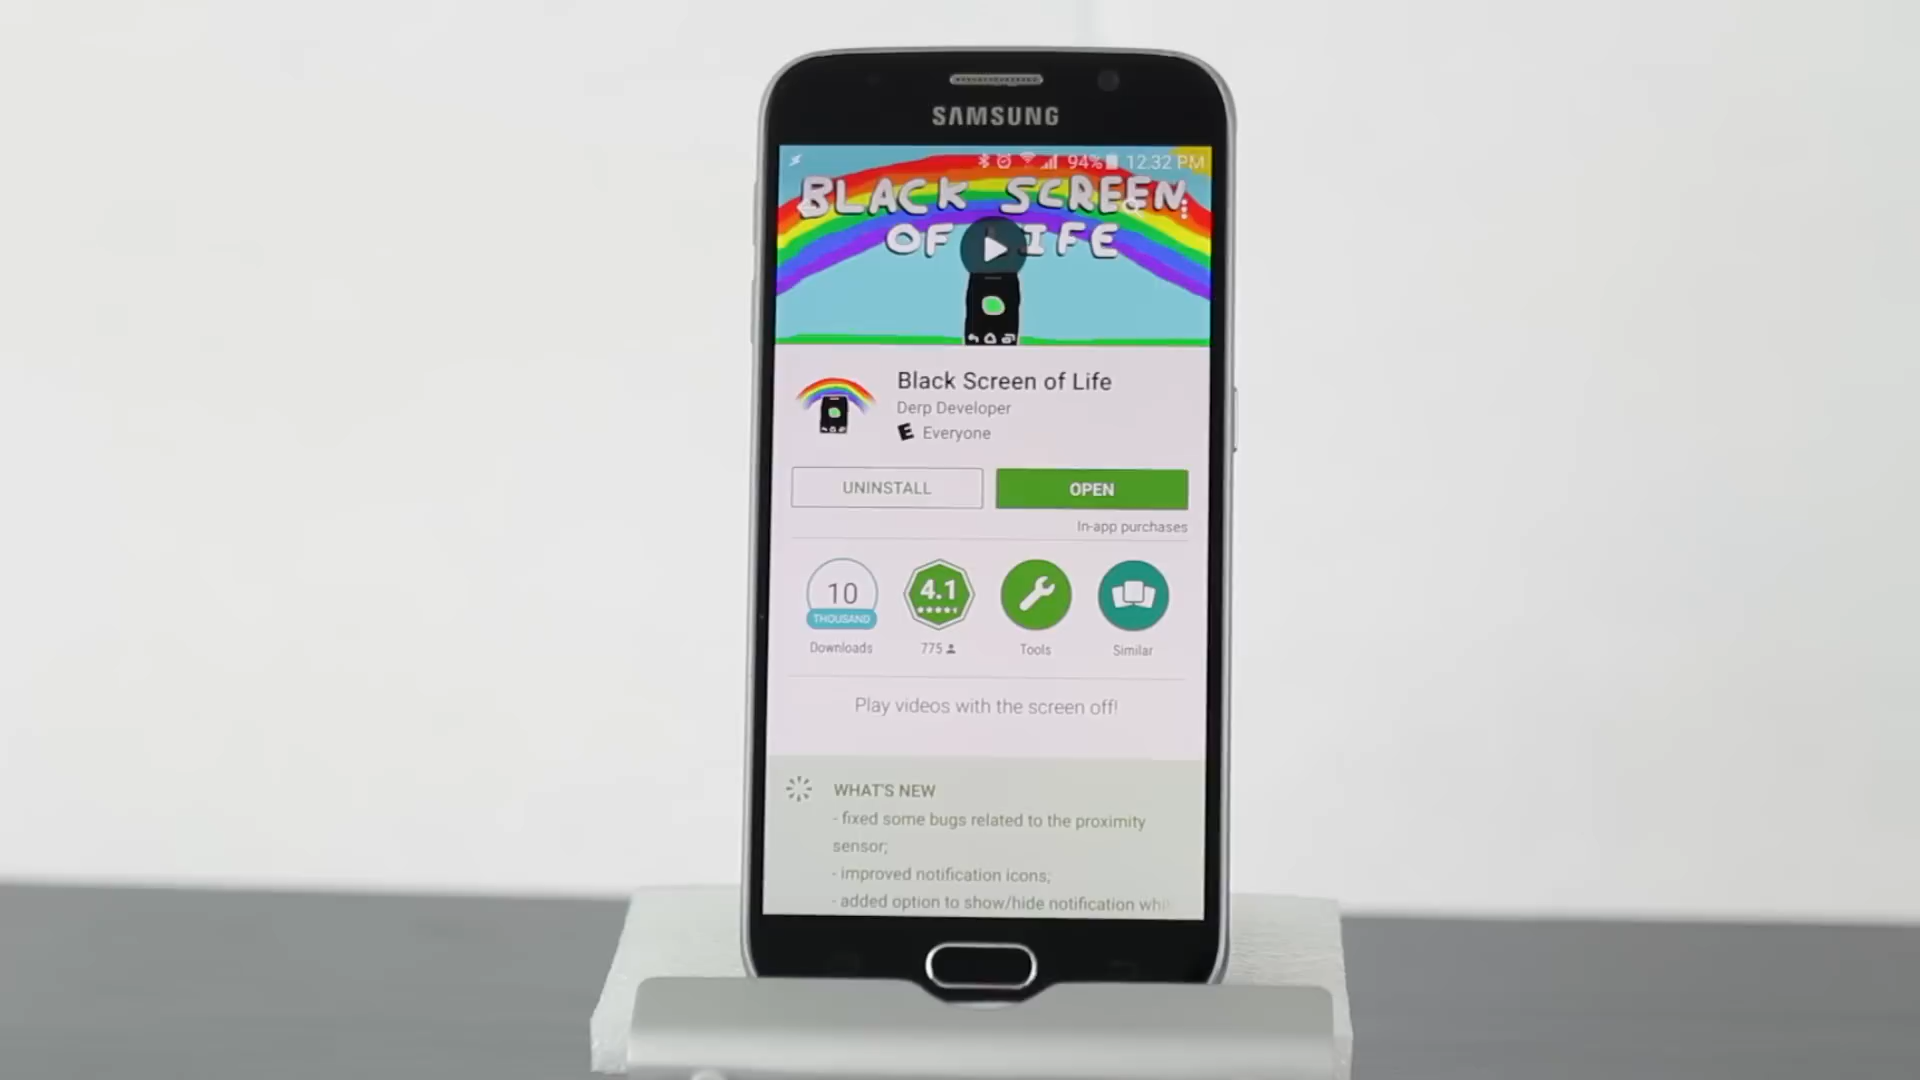 SAMSUNG
94% 12:32 PM
BLACK SCREEN
OF LIFE
Black Screen of Life
Derp Developer
E Everyone
UNINSTALL
OPEN
In-app purchases
10
THOUSAND
4.1
Downloads
775
Tools
Similar
Play videos with the screen off!
WHAT'S NEW
- fixed some bugs related to the proximity
sensor;
- improved notification icons;
- added option to show/hide notification